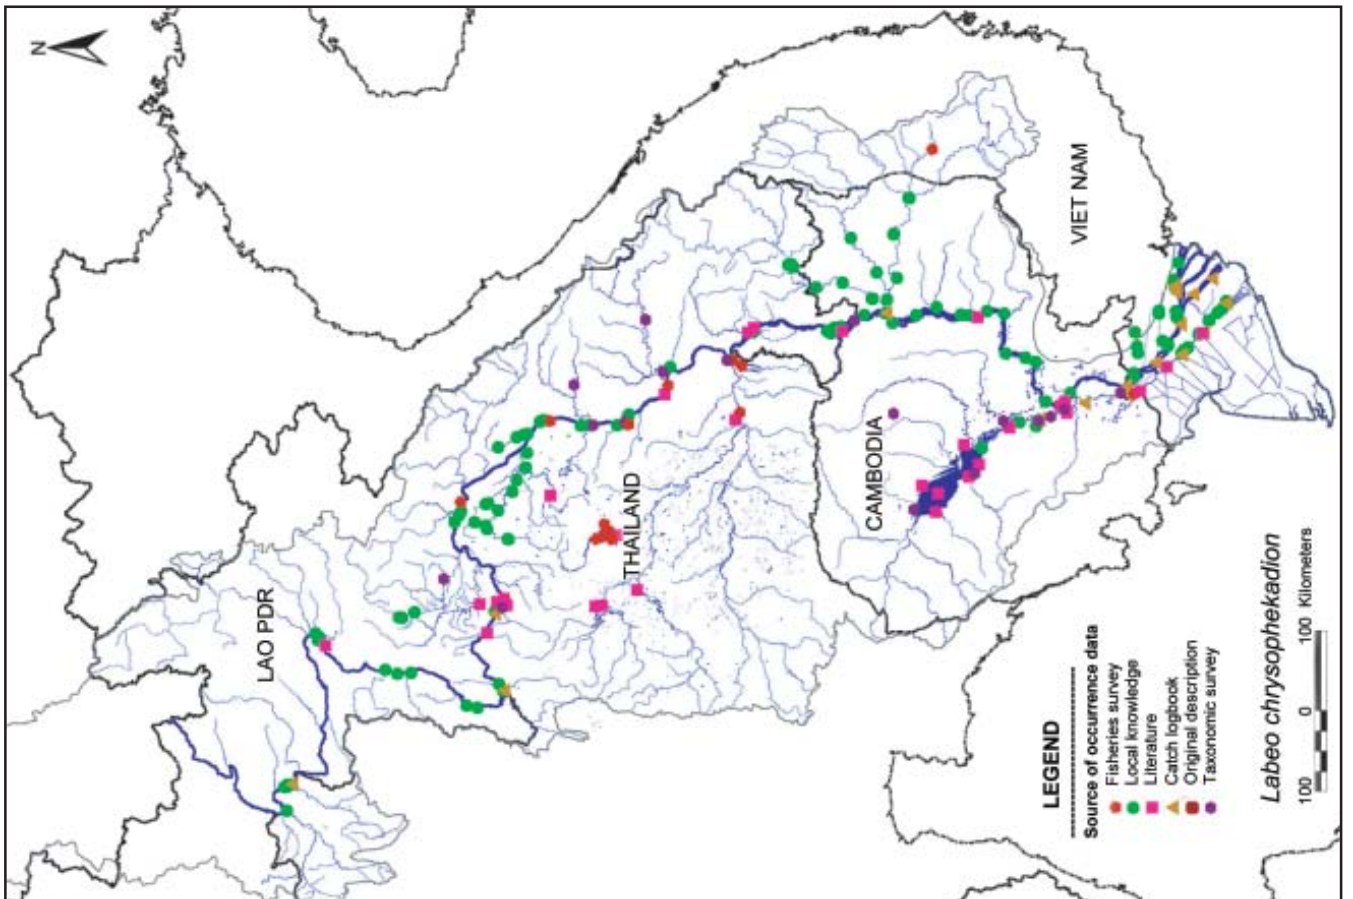 N
LAO PDR
THAILAND
CAMBODIA
VIET NAM
LEGEND
Source of occurrence data
Fisheries survey
Local knowledge
Literature
Catch logbook
Original description
Taxonomic survey
Labeo chrysophekadion
100 0 100 Kilometers